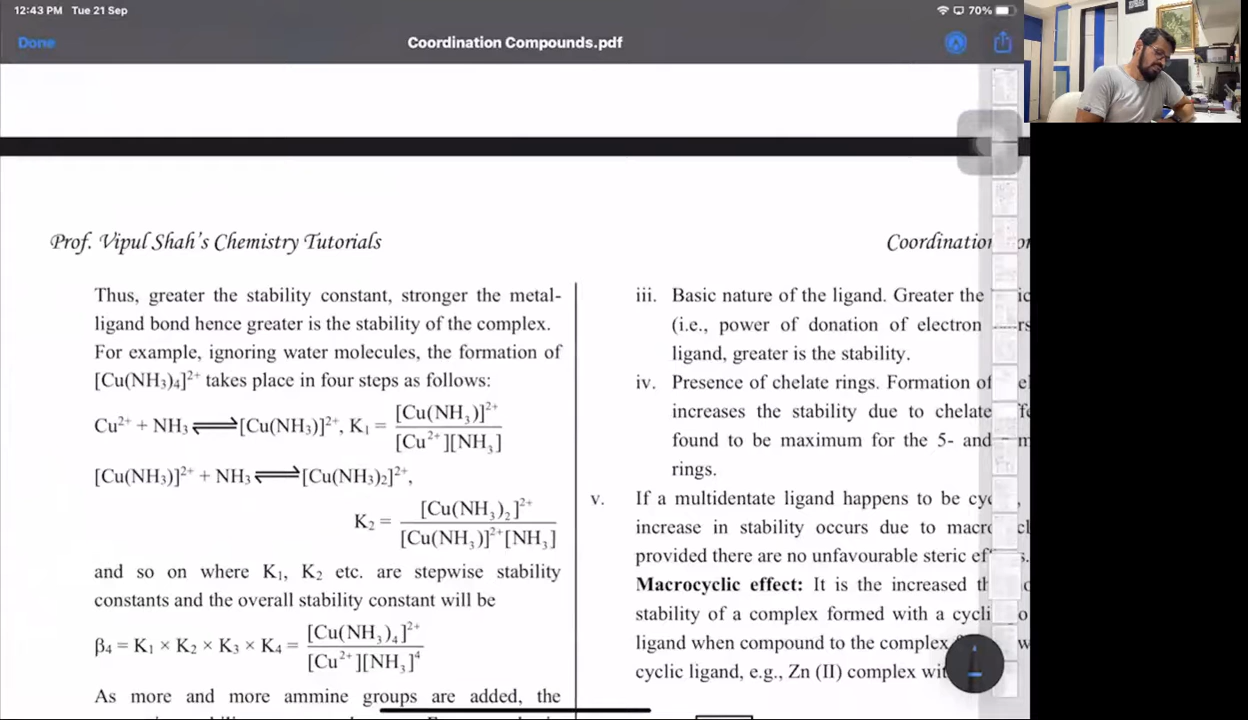 12:43 PM Tue 21 Sep
70%
Done
Coordination Compounds.pdf
Prof. Vipul Shah's Chemistry Tutorials
Coordination
Thus, greater the stability constant, stronger the metal-
ligand bond hence greater is the stability of the complex.
For example, ignoring water molecules, the formation of
[Cu(NH₃)₄]²⁺ takes place in four steps as follows:
Cu²⁺ + NH₃ ⇌ [Cu(NH₃)]²⁺, K₁ = [Cu(NH₃)]²⁺ / [Cu²⁺][NH₃]
[Cu(NH₃)]²⁺ + NH₃ ⇌ [Cu(NH₃)₂]²⁺,
K₂ = [Cu(NH₃)₂]²⁺ / [Cu(NH₃)]²⁺[NH₃]
and so on where K₁, K₂ etc. are stepwise stability
constants and the overall stability constant will be
β₄ = K₁ × K₂ × K₃ × K₄ = [Cu(NH₃)₄]²⁺ / [Cu²⁺][NH₃]⁴
As more and more ammine groups are added, the
iii. Basic nature of the ligand. Greater the
(i.e., power of donation of electron
ligand, greater is the stability.
iv. Presence of chelate rings. Formation of
increases the stability due to chelate
found to be maximum for the 5- and
rings.
v. If a multidentate ligand happens to be
increase in stability occurs due to
provided there are no unfavourable steric
Macrocyclic effect: It is the increased
stability of a complex formed with a
ligand when compound to the complex
cyclic ligand, e.g., Zn (II) complex